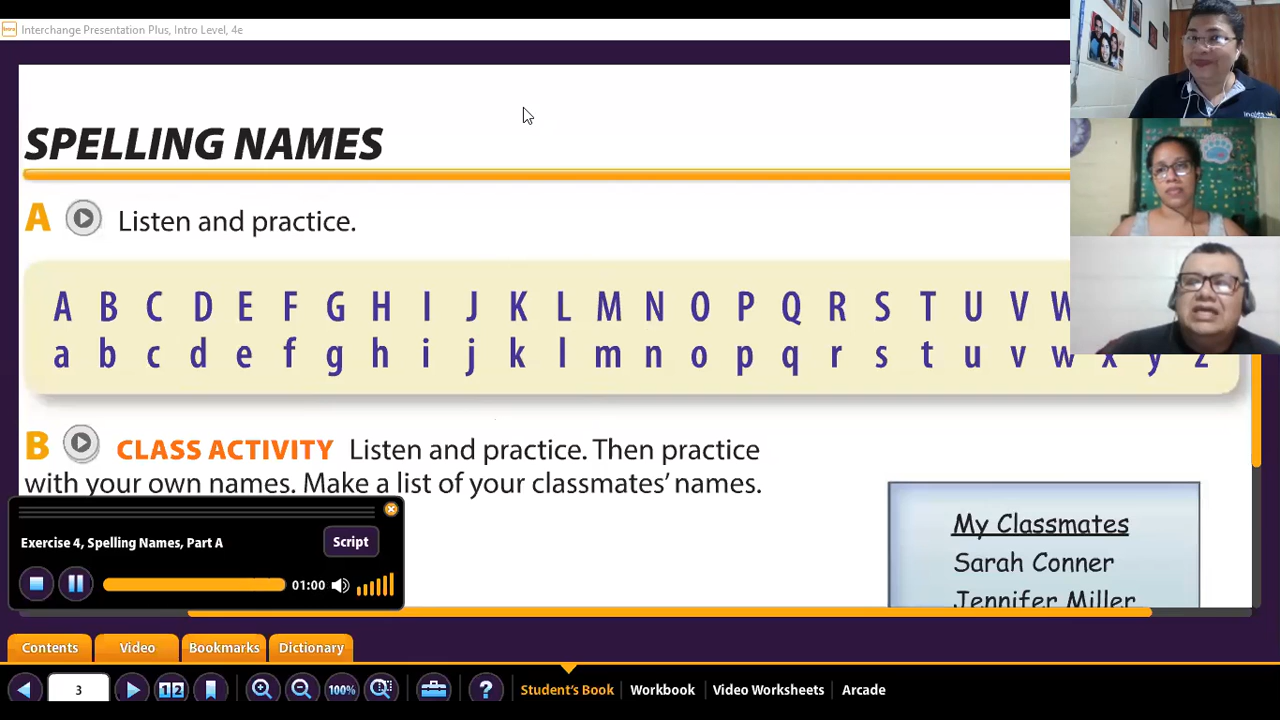 Interchange Presentation Plus, Intro Level, 4e
SPELLING NAMES
A Listen and practice.
A B C D E F G H I J K L M N O P Q R S T U V W
a b c d e f g h i j k l m n o p q r s t u v w x y z
B CLASS ACTIVITY Listen and practice. Then practice
with your own names. Make a list of your classmates' names.
My Classmates
Sarah Conner
Jennifer Miller
Exercise 4, Spelling Names, Part A
Script
01:00
Contents Video Bookmarks Dictionary
3 12 100% ? Student's Book Workbook Video Worksheets Arcade